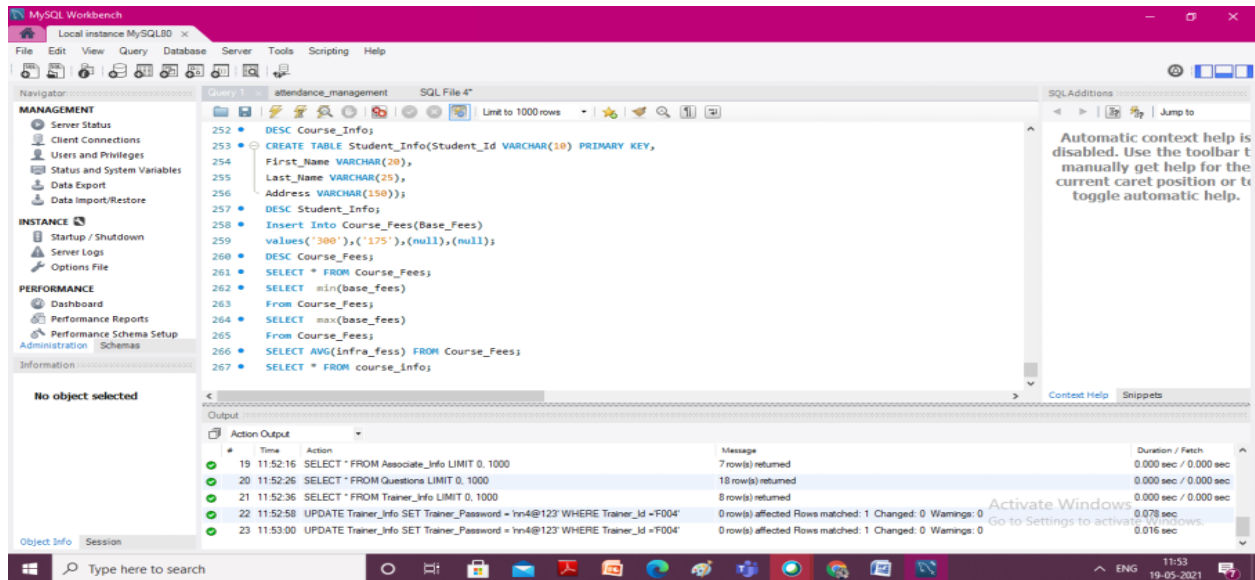 MySQL Workbench
Local instance MySQL80 ×
File Edit View Query Database Server Tools Scripting Help
Navigator
MANAGEMENT
Server Status
Client Connections
Users and Privileges
Status and System Variables
Data Export
Data Import/Restore
INSTANCE
Startup / Shutdown
Server Logs
Options File
PERFORMANCE
Dashboard
Performance Reports
Performance Schema Setup
Administration Schemas
Information
No object selected
Object Info Session
Query 1 × attendance_management SQL File 4*
Limit to 1000 rows
252 DESC Course_Info;
253 CREATE TABLE Student_Info(Student_Id VARCHAR(10) PRIMARY KEY,
254 First_Name VARCHAR(20),
255 Last_Name VARCHAR(25),
256 Address VARCHAR(150));
257 DESC Student_Info;
258 Insert Into Course_Fees(Base_Fees)
259 values('300'),('175'),(null),(null);
260 DESC Course_Fees;
261 SELECT * FROM Course_Fees;
262 SELECT min(base_fees)
263 From Course_Fees;
264 SELECT max(base_fees)
265 From Course_Fees;
266 SELECT AVG(infra_fess) FROM Course_Fees;
267 SELECT * FROM course_info;
SQLAdditions
Jump to
Automatic context help is
disabled. Use the toolbar t
manually get help for the
current caret position or to
toggle automatic help.
Context Help Snippets
Output
Action Output
# Time Action Message Duration / Fetch
19 11:52:16 SELECT * FROM Associate_Info LIMIT 0, 1000 7 row(s) returned 0.000 sec / 0.000 sec
20 11:52:26 SELECT * FROM Questions LIMIT 0, 1000 18 row(s) returned 0.000 sec / 0.000 sec
21 11:52:36 SELECT * FROM Trainer_Info LIMIT 0, 1000 8 row(s) returned 0.000 sec / 0.000 sec
22 11:52:58 UPDATE Trainer_Info SET Trainer_Password = 'nn4@123' WHERE Trainer_Id ='F004' 0 row(s) affected Rows matched: 1 Changed: 0 Warnings: 0 0.078 sec
23 11:53:00 UPDATE Trainer_Info SET Trainer_Password = 'nn4@123' WHERE Trainer_Id ='F004' 0 row(s) affected Rows matched: 1 Changed: 0 Warnings: 0 0.016 sec
Activate Windows
Go to Settings to activate Windows.
Type here to search
ENG
11:53
19-05-2021
7